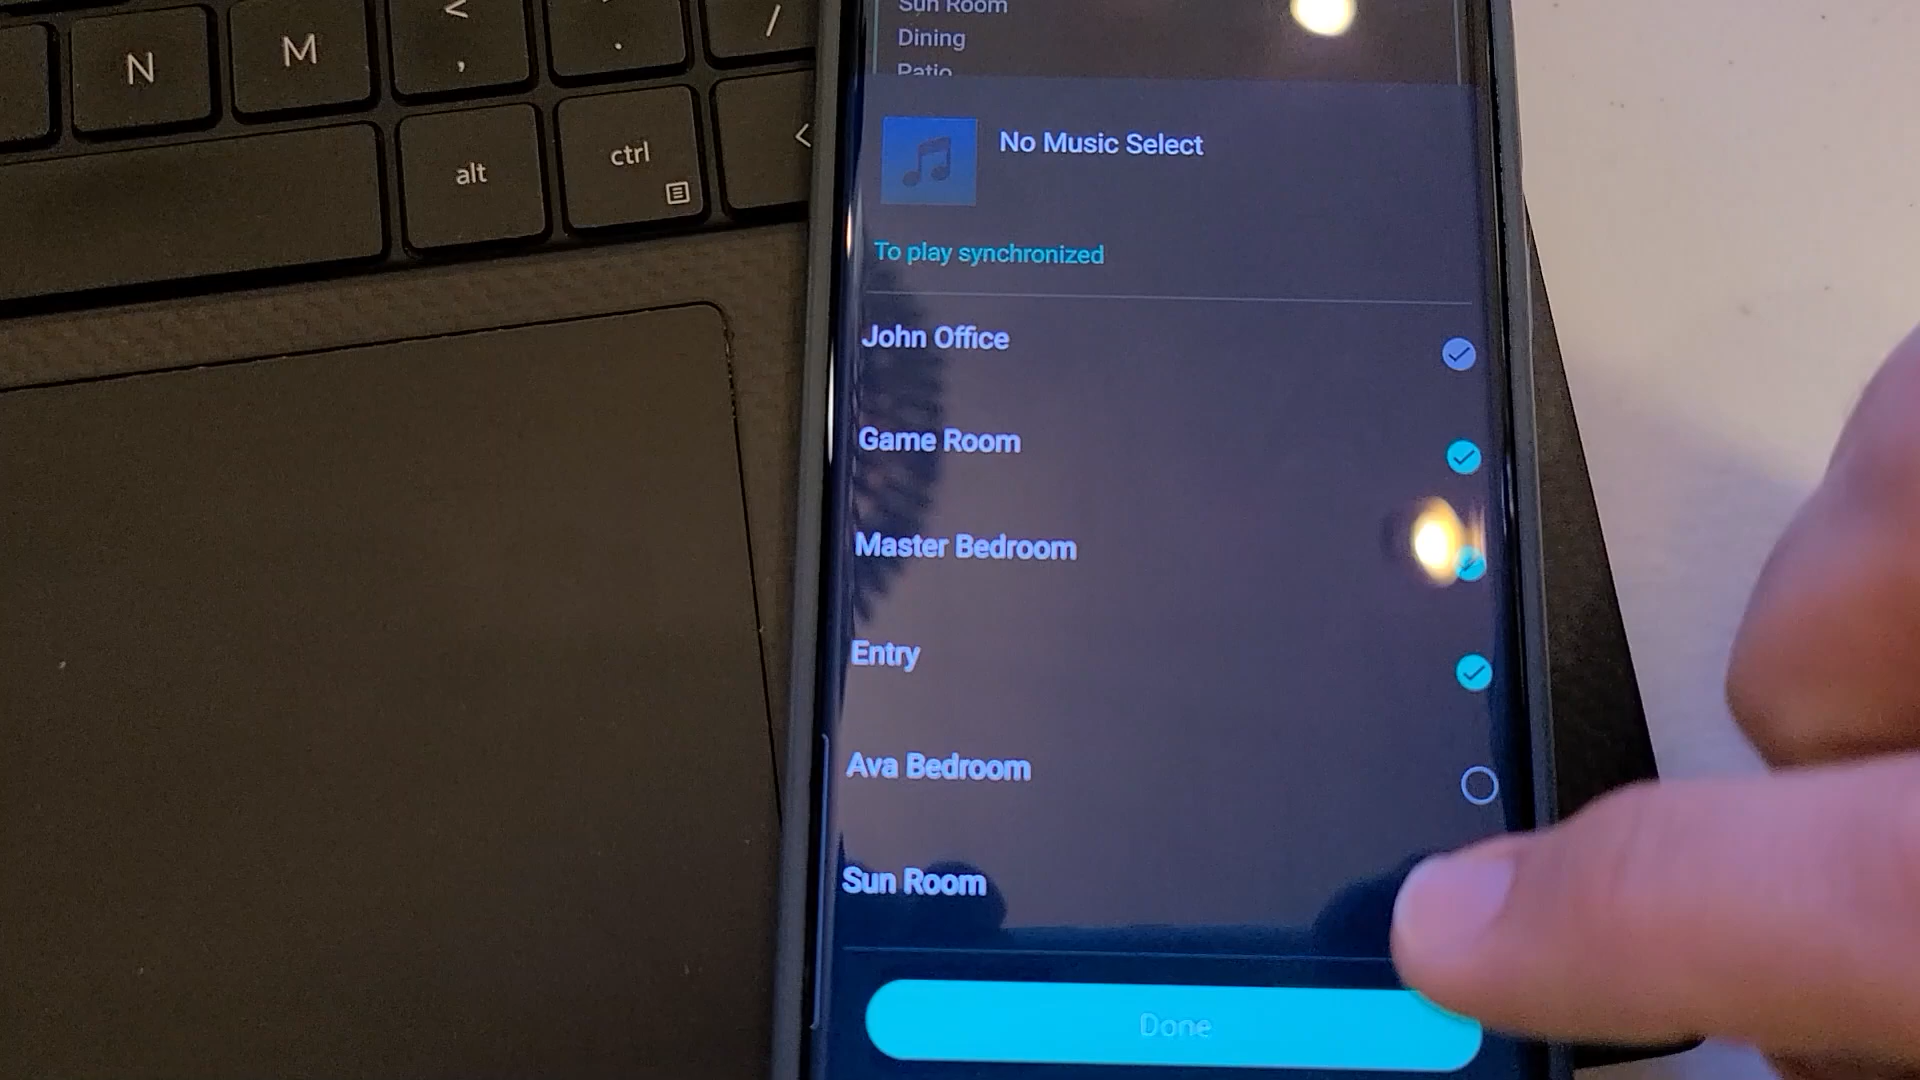 Sun Room
Dining
Patio
No Music Select
To play synchronized
John Office
Game Room
Master Bedroom
Entry
Ava Bedroom
Sun Room
Done
N
M
<
,
.
/
alt
ctrl
<